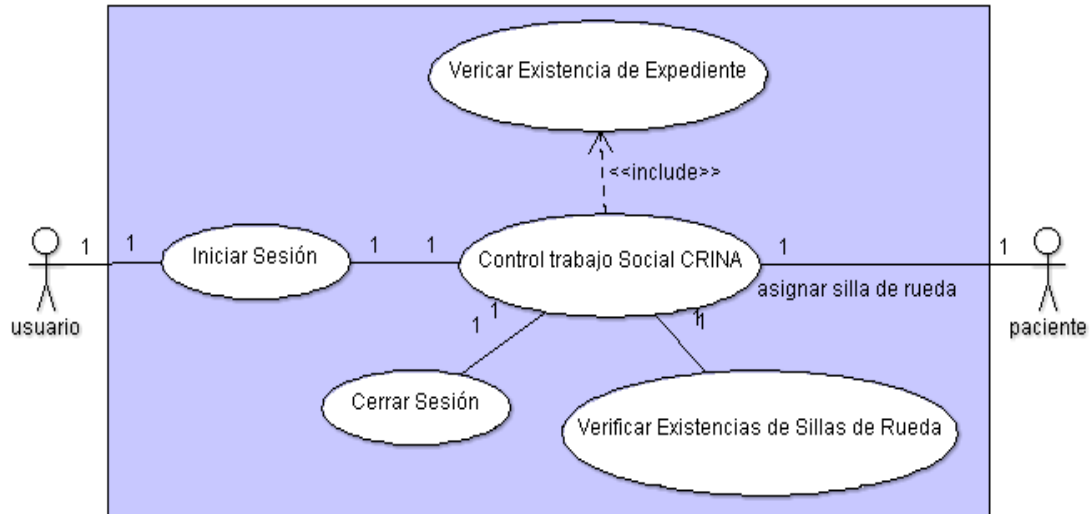 Vericar Existencia de Expediente
<<include>>
1
1
Iniciar Sesión
1
1
Control trabajo Social CRINA
1
1
asignar silla de rueda
usuario
paciente
1
1
1
1
Cerrar Sesión
Verificar Existencias de Sillas de Rueda